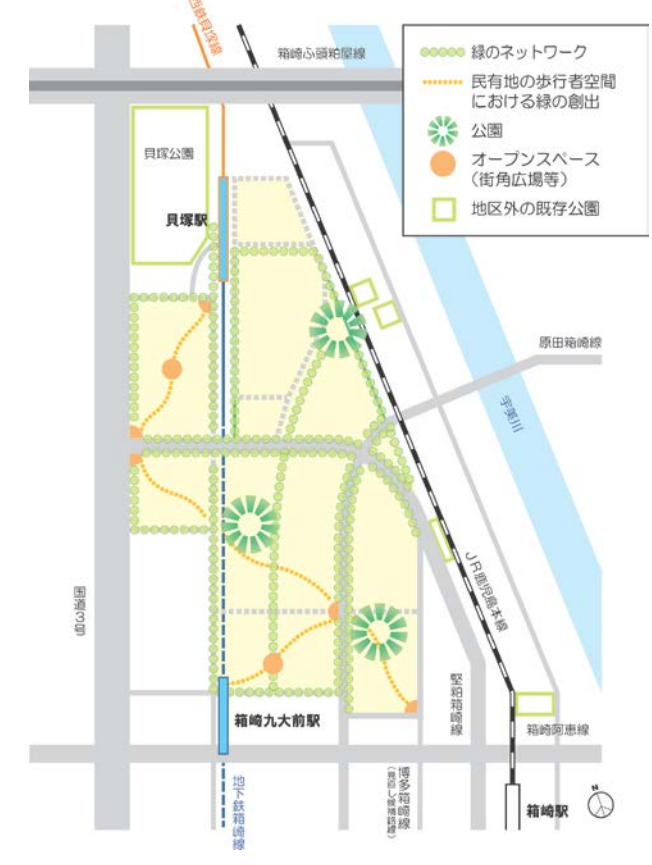 西鉄貝塚線
箱崎ふ頭粕屋線
緑のネットワーク
民有地の歩行者空間
における緑の創出
公園
オープンスペース
（街角広場等）
地区外の既存公園
貝塚公園
貝塚駅
原田箱崎線
宇美川
国道3号
JR鹿児島本線
堅粕箱崎線
箱崎九大前駅
箱崎阿恵線
地下鉄箱崎線
博多箱崎線
（見直し候補路線）
箱崎駅
N